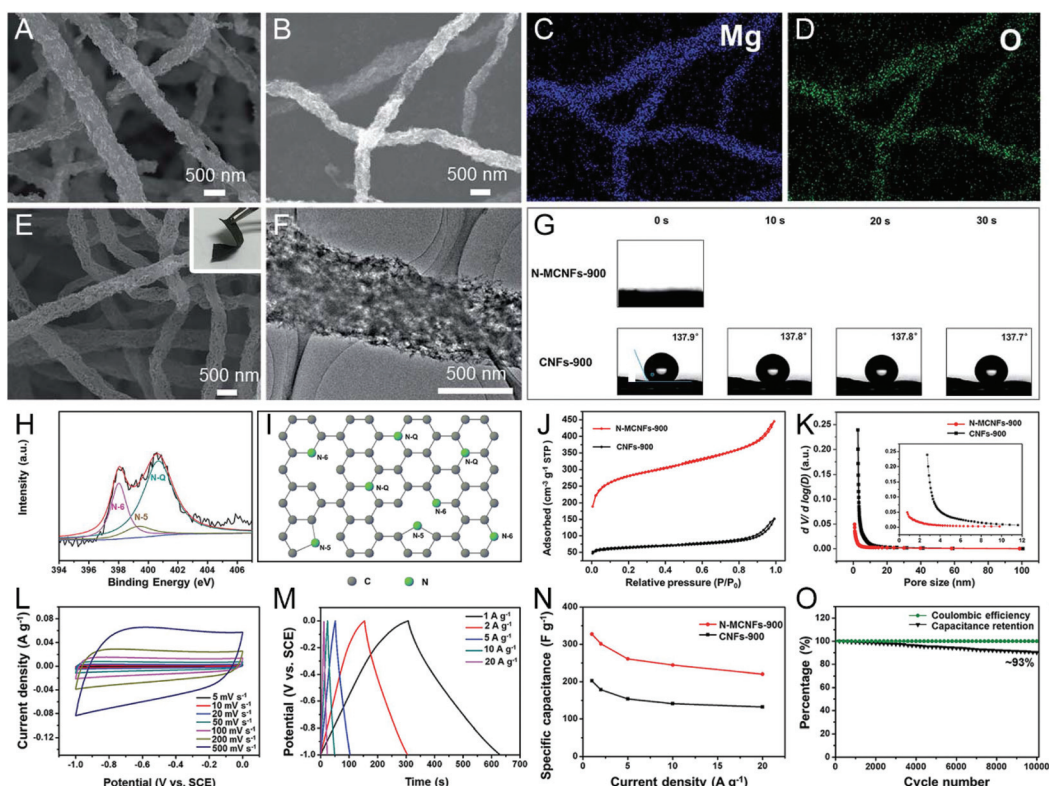 A
500 nm
B
500 nm
C
Mg
D
O
E
500 nm
F
500 nm
G
0 s 10 s 20 s 30 s
N-MCNFs-900
CNFs-900
137.9° 137.8° 137.8° 137.7°
H
Intensity (a.u.)
N-6
N-5
N-Q
394 396 398 400 402 404 406
Binding Energy (eV)
I
N-Q
N-6
N-Q
N-Q
N-6
N-5
N-5
N-6
C N
J
Adsorbed (cm⁻³ g⁻¹ STP)
450
400
350
300
250
200
150
100
50
N-MCNFs-900
CNFs-900
0.0 0.2 0.4 0.6 0.8 1.0
Relative pressure (P/P₀)
K
d V/ d log(D) (a.u.)
0.25
0.20
0.15
0.10
0.05
0.00
N-MCNFs-900
CNFs-900
0 2 4 6 8 10 12
0 20 40 60 80 100
Pore size (nm)
L
Current density (A g⁻¹)
0.08
0.04
0.00
-0.04
-0.08
-0.12
5 mV s⁻¹
10 mV s⁻¹
20 mV s⁻¹
50 mV s⁻¹
100 mV s⁻¹
200 mV s⁻¹
500 mV s⁻¹
-1.0 -0.8 -0.6 -0.4 -0.2 0.0
Potential (V vs. SCE)
M
Potential (V vs. SCE)
0.0
-0.2
-0.4
-0.6
-0.8
-1.0
1 A g⁻¹
2 A g⁻¹
5 A g⁻¹
10 A g⁻¹
20 A g⁻¹
0 100 200 300 400 500 600 700
Time (s)
N
Specific capacitance (F g⁻¹)
400
300
200
100
0
N-MCNFs-900
CNFs-900
0 5 10 15 20
Current density (A g⁻¹)
O
Percentage (%)
120
100
80
60
40
20
0
Coulombic efficiency
Capacitance retention
~93%
0 2000 4000 6000 8000 10000
Cycle number